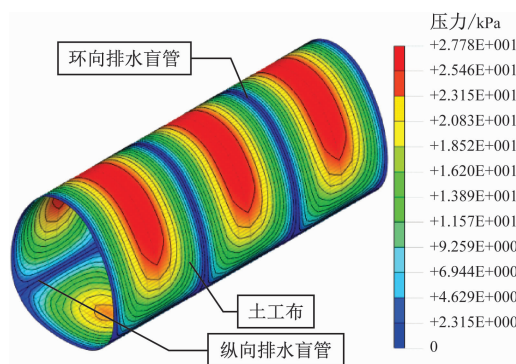 压力/kPa
环向排水盲管
+2.778E+001
+2.546E+001
+2.315E+001
+2.083E+001
+1.852E+001
+1.620E+001
+1.389E+001
+1.157E+001
+9.259E+000
+6.944E+000
+4.629E+000
+2.315E+000
0
土工布
纵向排水盲管